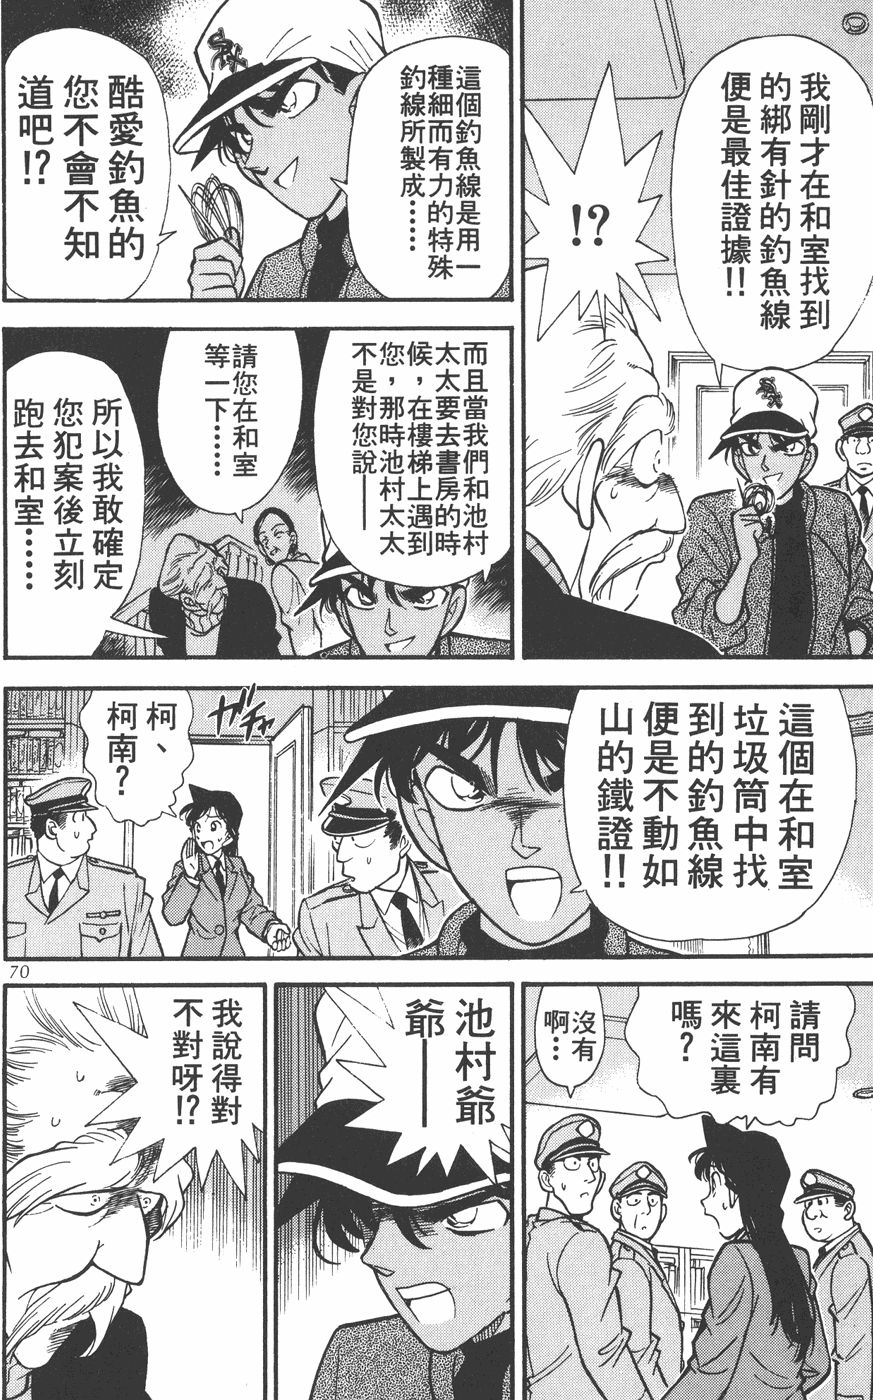 我剛才在和室找到
的綁有針的釣魚線
便是最佳證據!!
!?
這個釣魚線是用一
種細而有力的特殊
釣線所製成……
酷愛釣魚的
您不會不知
道吧!?
而且當我們和池村
太太要去書房的時
候，在樓梯上遇到
您，那時池村太太
不是對您說——
請您在和室
等一下……
所以我敢確定
您犯案後立刻
跑去和室……
這個在和室
垃圾筒中找
到的釣魚線
便是不動如
山的鐵證!!
ガチャ
柯、
柯南?
70
請問
柯南有
來這裏
嗎?
沒有
啊…
池村爺
爺——
我說得對
不對呀!?